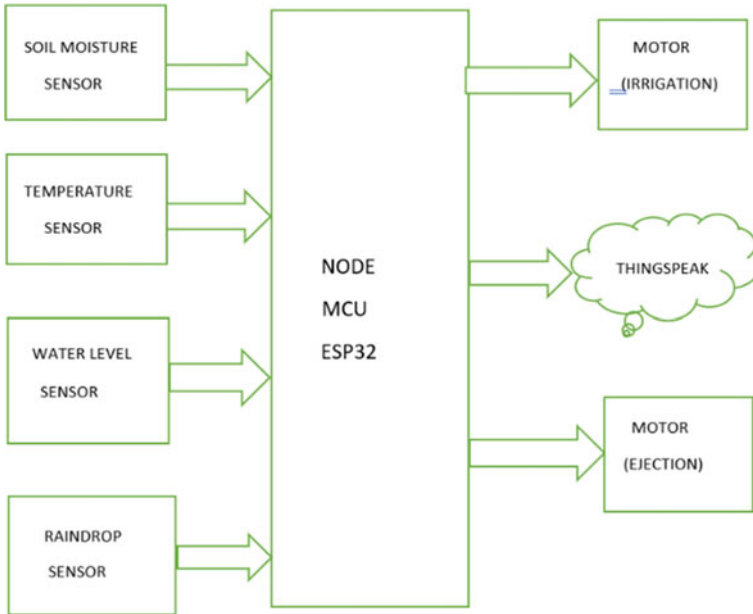 SOIL MOISTURE
SENSOR
TEMPERATURE
SENSOR
WATER LEVEL
SENSOR
RAINDROP
SENSOR
NODE
MCU
ESP32
MOTOR
(IRRIGATION)
THINGSPEAK
MOTOR
(EJECTION)